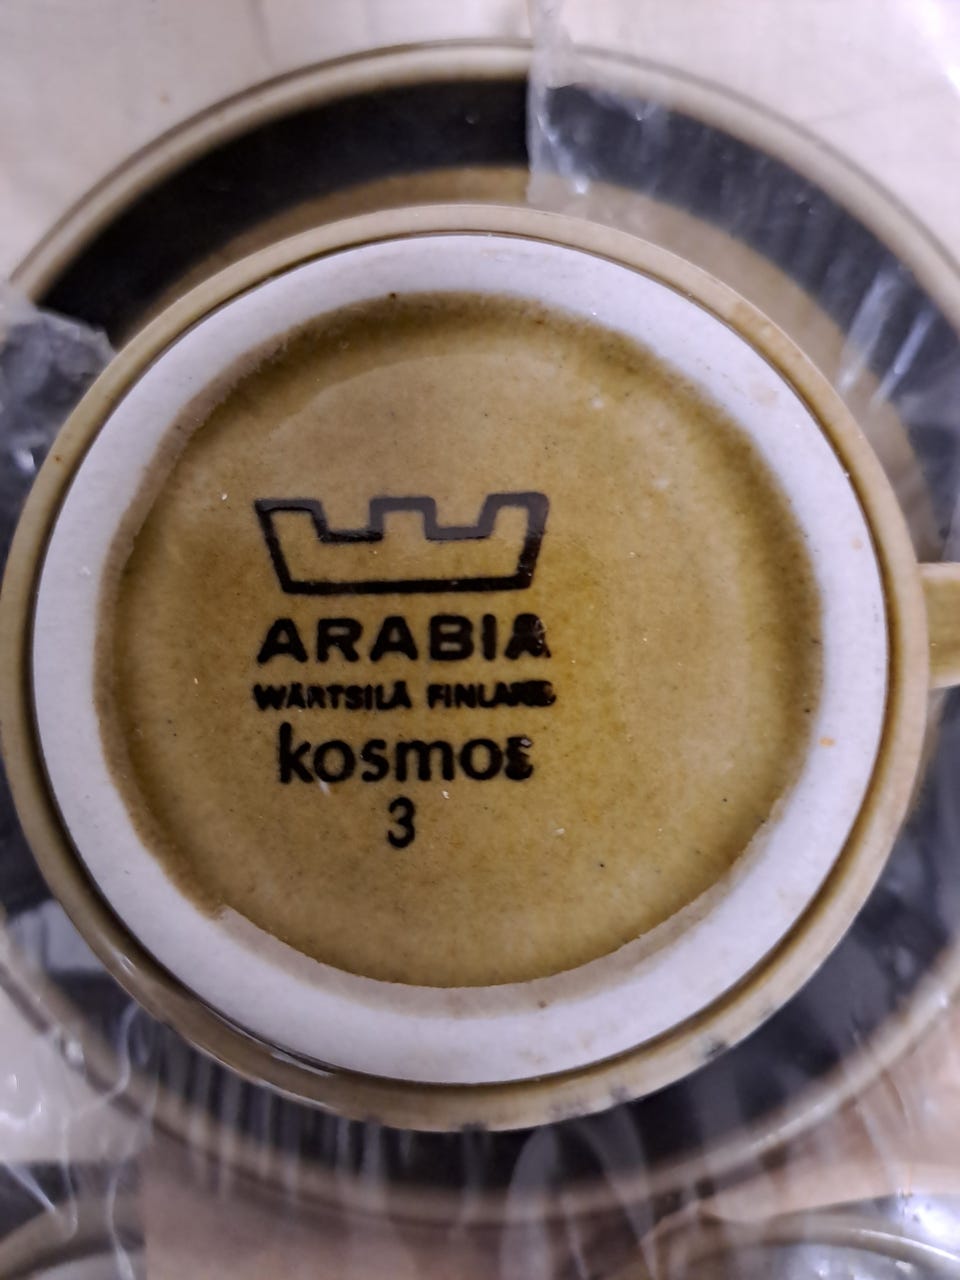 ARABIA
WÄRTSILÄ FINLAND
kosmos
3